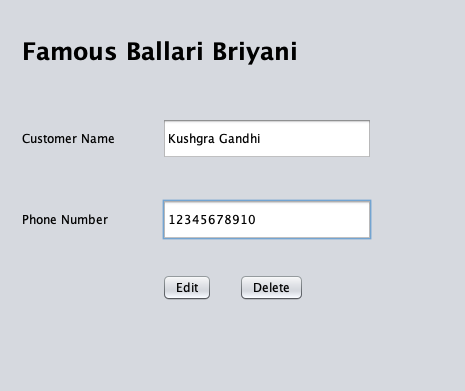 Famous Ballari Briyani
Customer Name Kushgra Gandhi
Phone Number 12345678910
Edit Delete